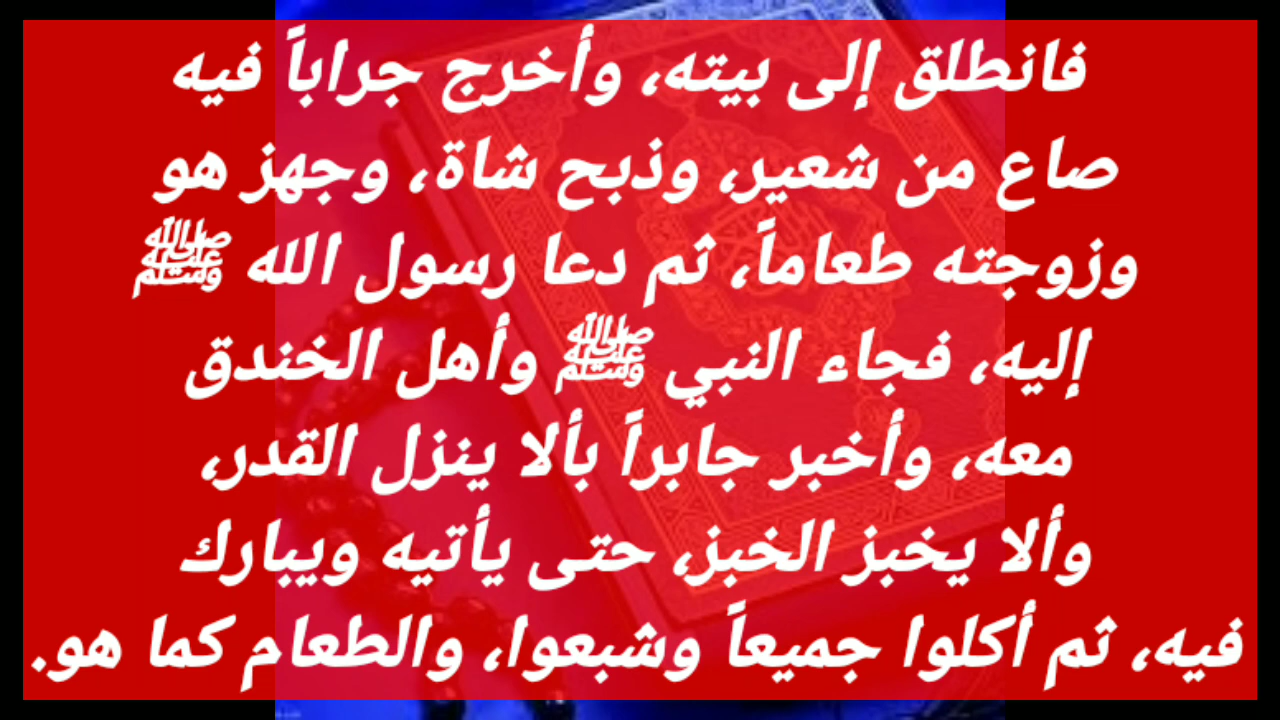 فانطلق إلى بيته، وأخرج جراباً فيه
صاع من شعير، وذبح شاة، وجهز هو
وزوجته طعاماً، ثم دعا رسول الله ﷺ
إليه، فجاء النبي ﷺ وأهل الخندق
معه، وأخبر جابراً بألا ينزل القدر،
وألا يخبز الخبز، حتى يأتيه ويبارك
فيه، ثم أكلوا جميعاً وشبعوا، والطعام كما هو.